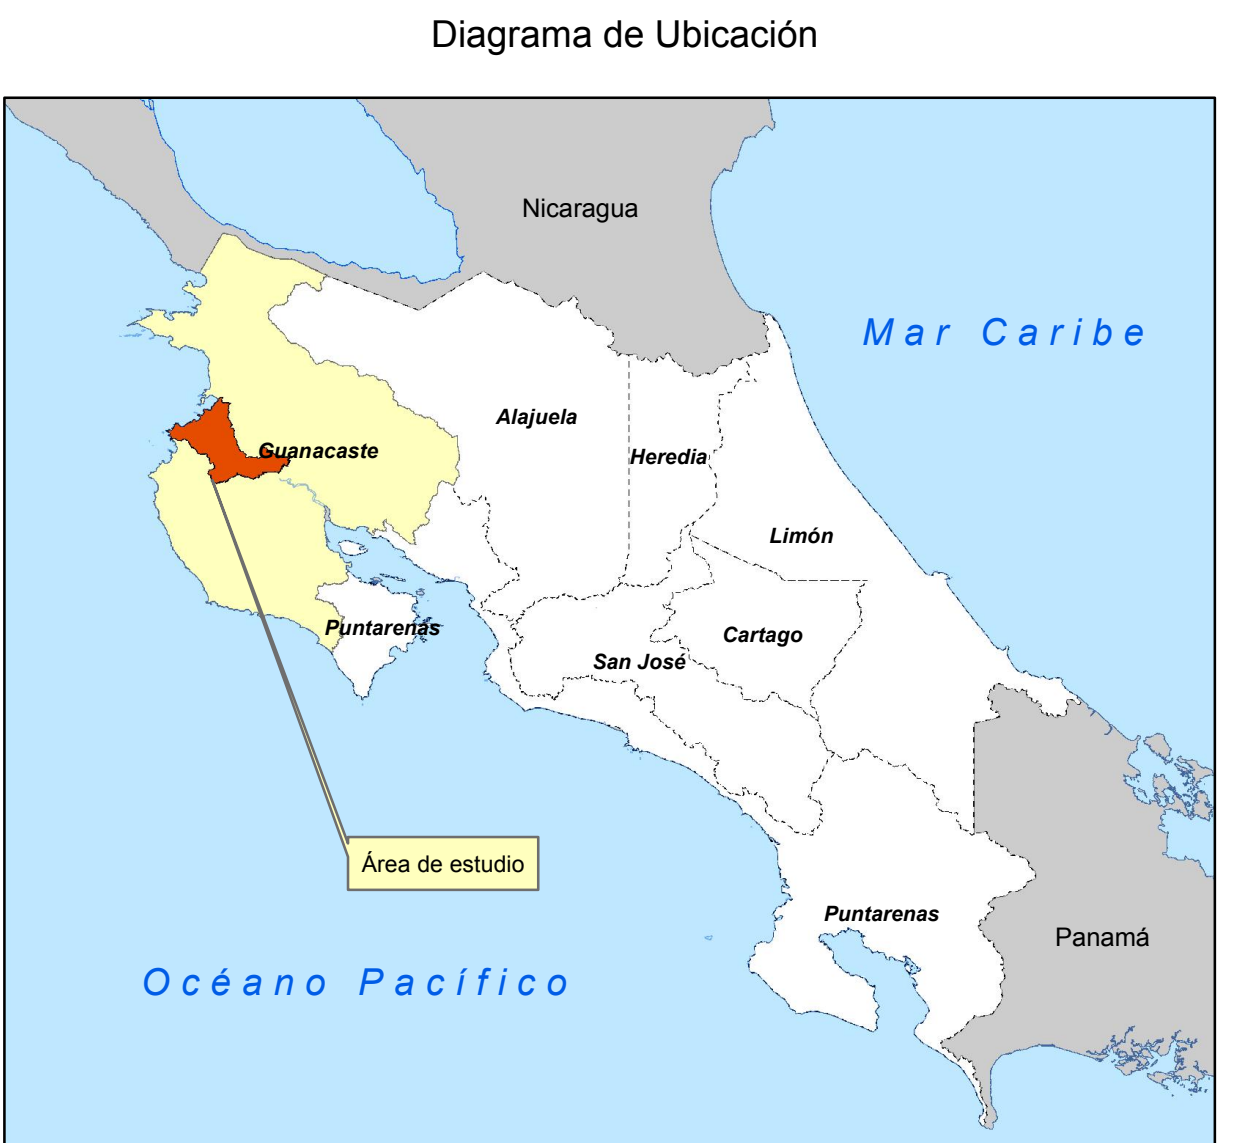 Diagrama de Ubicación
Nicaragua
Mar Caribe
Alajuela
Guanacaste
Heredia
Limón
Puntarenas
Cartago
San José
Área de estudio
Puntarenas
Panamá
Océano Pacífico